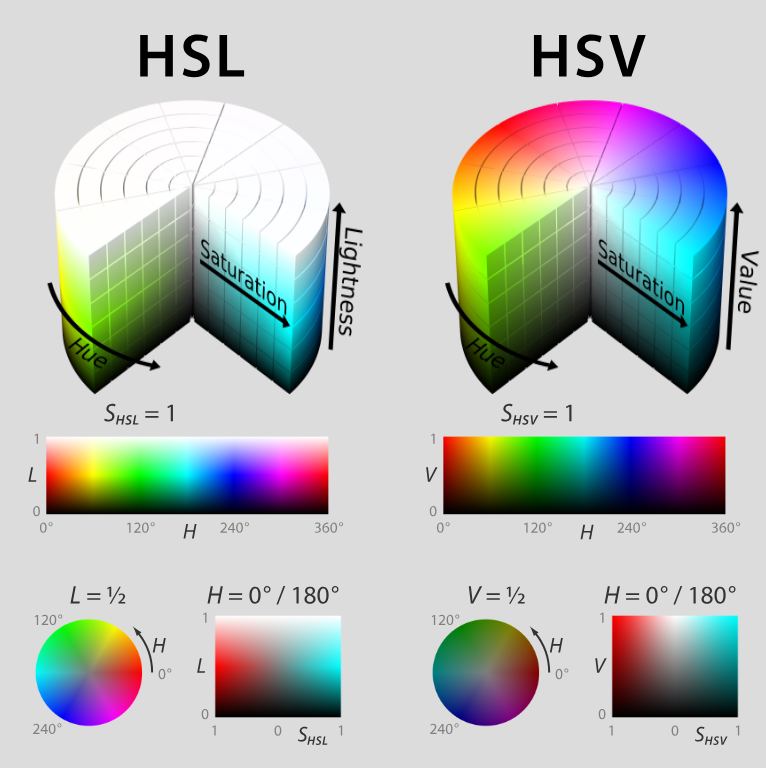 HSL
HSV
Lightness
Saturation
Hue
Value
Saturation
Hue
S_HSL = 1
1
L
0
0° 120° 240° 360°
H
S_HSV = 1
1
V
0
0° 120° 240° 360°
H
L = ½
120°
H
0°
240°
H = 0° / 180°
1
L
0
1 0 1
S_HSL
V = ½
120°
H
0°
240°
H = 0° / 180°
1
V
0
1 0 1
S_HSV